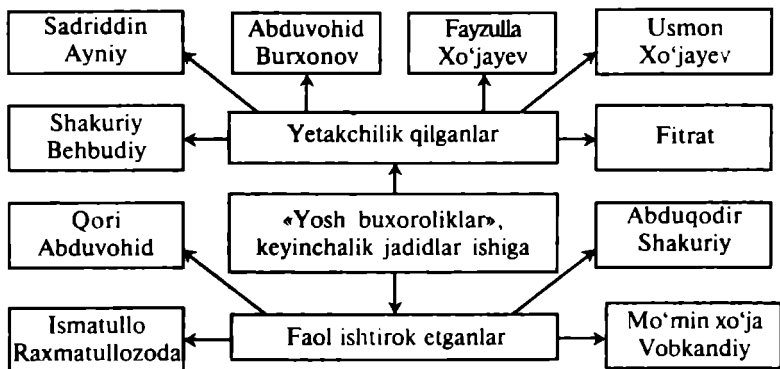 Sadriddin
Ayniy
Abduvohid
Burxonov
Fayzulla
Xo‘jayev
Usmon
Xo‘jayev
Shakuriy
Behbudiy
Yetakchilik qilganlar
Fitrat
Qori
Abduvohid
«Yosh buxoroliklar»,
keyinchalik jadidlar ishiga
Abduqodir
Shakuriy
Ismatullo
Raxmatullozoda
Faol ishtirok etganlar
Mo‘min xo‘ja
Vobkandiy